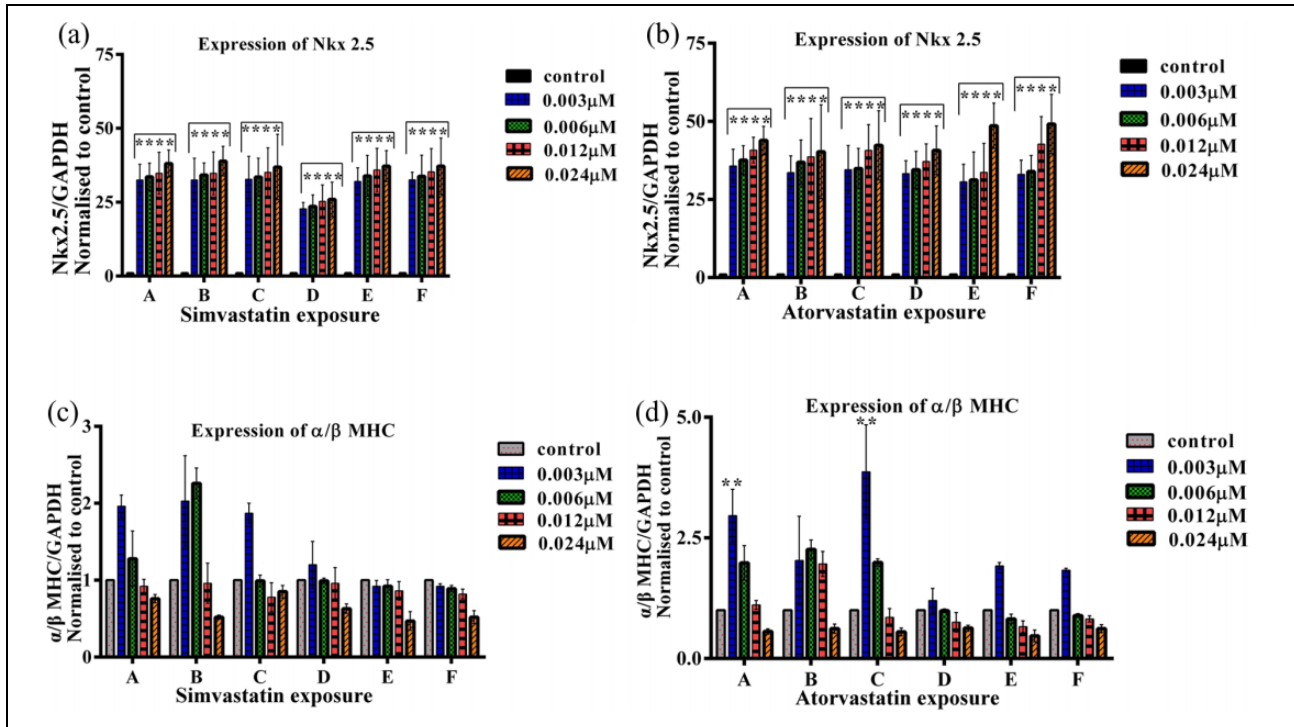 (a)
Expression of Nkx 2.5
Nkx2.5/GAPDH
Normalised to control
75
50
25
0
**** **** **** **** **** ****
A B C D E F
Simvastatin exposure
control
0.003μM
0.006μM
0.012μM
0.024μM
(b)
Expression of Nkx 2.5
Nkx2.5/GAPDH
Normalised to control
75
50
25
0
**** **** **** **** **** ****
A B C D E F
Atorvastatin exposure
control
0.003μM
0.006μM
0.012μM
0.024μM
(c)
Expression of α/β MHC
α/β MHC/GAPDH
Normalised to control
3
2
1
0
A B C D E F
Simvastatin exposure
control
0.003μM
0.006μM
0.012μM
0.024μM
(d)
Expression of α/β MHC
α/β MHC/GAPDH
Normalised to control
5.0
2.5
0.0
** **
A B C D E F
Atorvastatin exposure
control
0.003μM
0.006μM
0.012μM
0.024μM